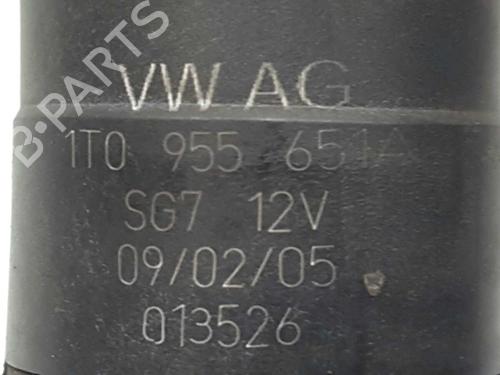 B-PARTS
VW AG
1T0 955 651A
SG7 12V
09/02/05
013526